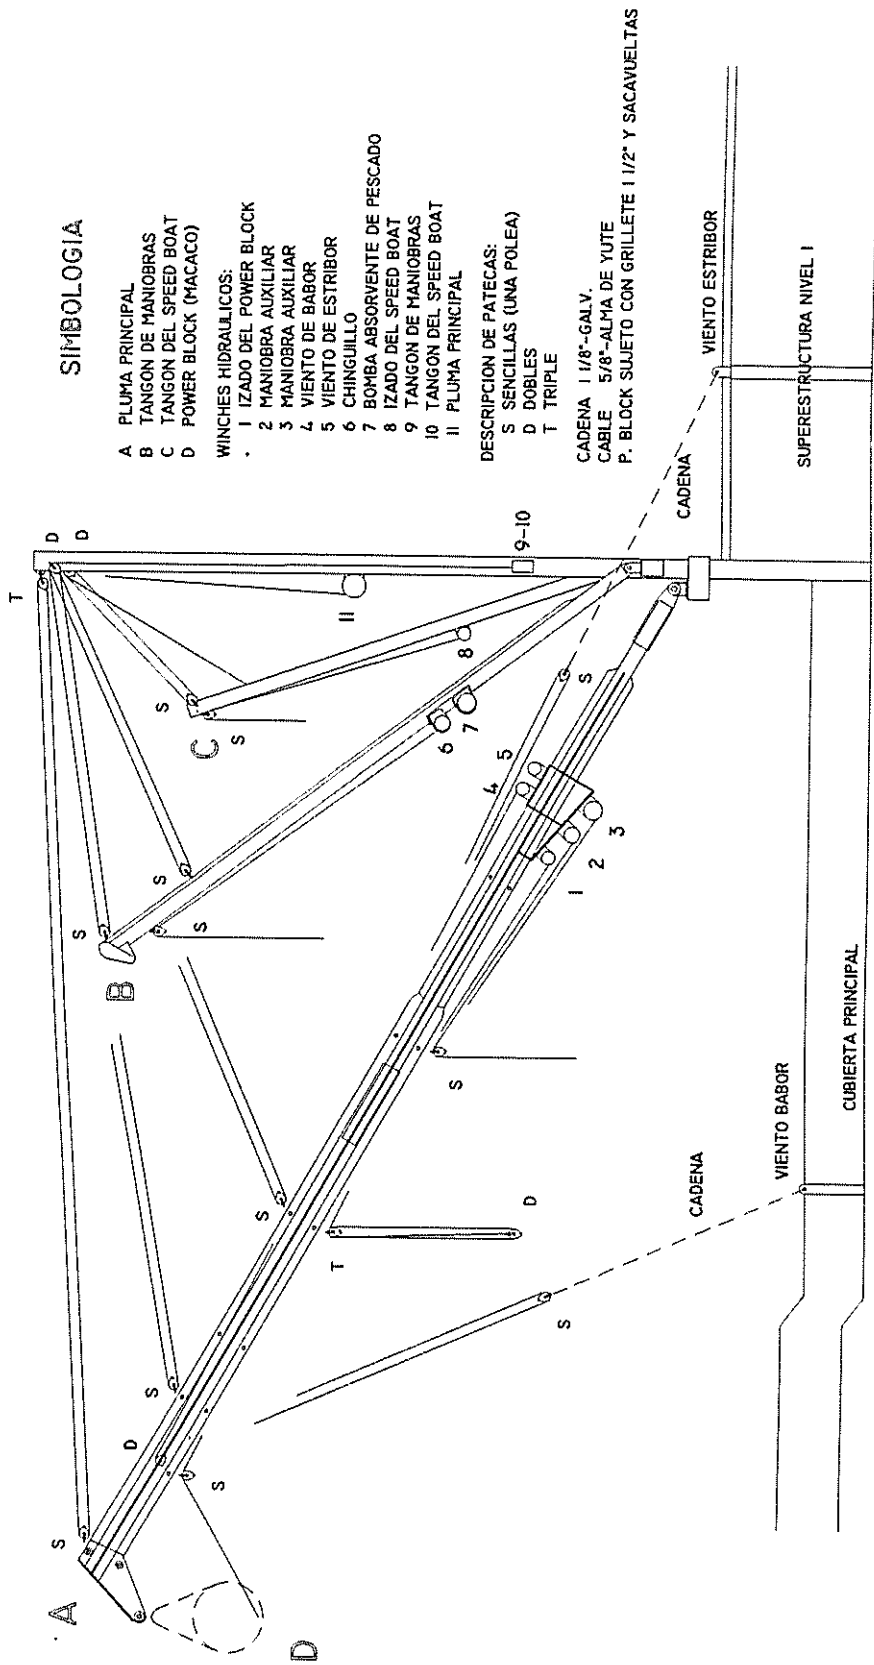 SIMBOLOGIA
A PLUMA PRINCIPAL
B TANGON DE MANIOBRAS
C TANGON DEL SPEED BOAT
D POWER BLOCK (MACACO)
WINCHES HIDRAULICOS:
1 IZADO DEL POWER BLOCK
2 MANIOBRA AUXILIAR
3 MANIOBRA AUXILIAR
4 VIENTO DE BABOR
5 VIENTO DE ESTRIBOR
6 CHINGUILLO
7 BOMBA ABSORVENTE DE PESCADO
8 IZADO DEL SPEED BOAT
9 TANGON DE MANIOBRAS
10 TANGON DEL SPEED BOAT
11 PLUMA PRINCIPAL
DESCRIPCION DE PATECAS:
S SENCILLAS (UNA POLEA)
D DOBLES
T TRIPLE
CADENA 1 1/8"-GALV.
CABLE 5/8"-ALMA DE YUTE
P. BLOCK SUJETO CON GRILLETE 1 1/2" Y SACAVUELTAS
T
D
D
S
A
S
B
S
S
C
S
S
11
8
9-10
6
7
D
S
S
S
D
4
5
S
1
2
3
S
T
D
S
CADENA
VIENTO BABOR
CUBIERTA PRINCIPAL
CADENA
VIENTO ESTRIBOR
SUPERESTRUCTURA NIVEL I